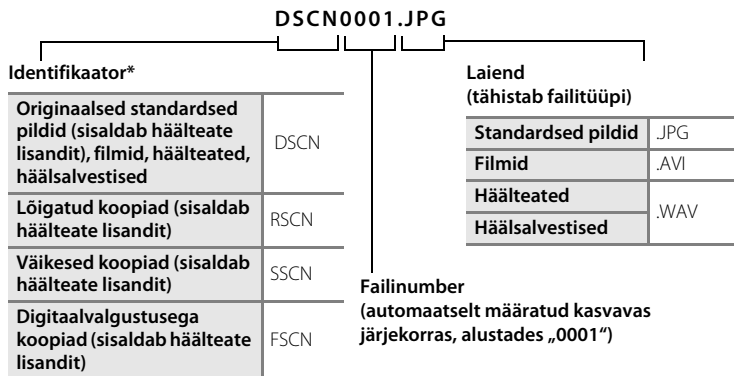 DSCN0001.JPG
Identifikaator*
Originaalsed standardsed
pildid (sisaldab häälteate
lisandit), filmid, häälteated,
häälsalvestised
DSCN
Lõigatud koopiad (sisaldab
häälteate lisandit)
RSCN
Väikesed koopiad (sisaldab
häälteate lisandit)
SSCN
Digitaalvalgustusega
koopiad (sisaldab häälteate
lisandit)
FSCN
Laiend
(tähistab failitüüpi)
Standardsed pildid .JPG
Filmid .AVI
Häälteated
Häälsalvestised
.WAV
Failinumber
(automaatselt määratud kasvavas
järjekorras, alustades „0001“)